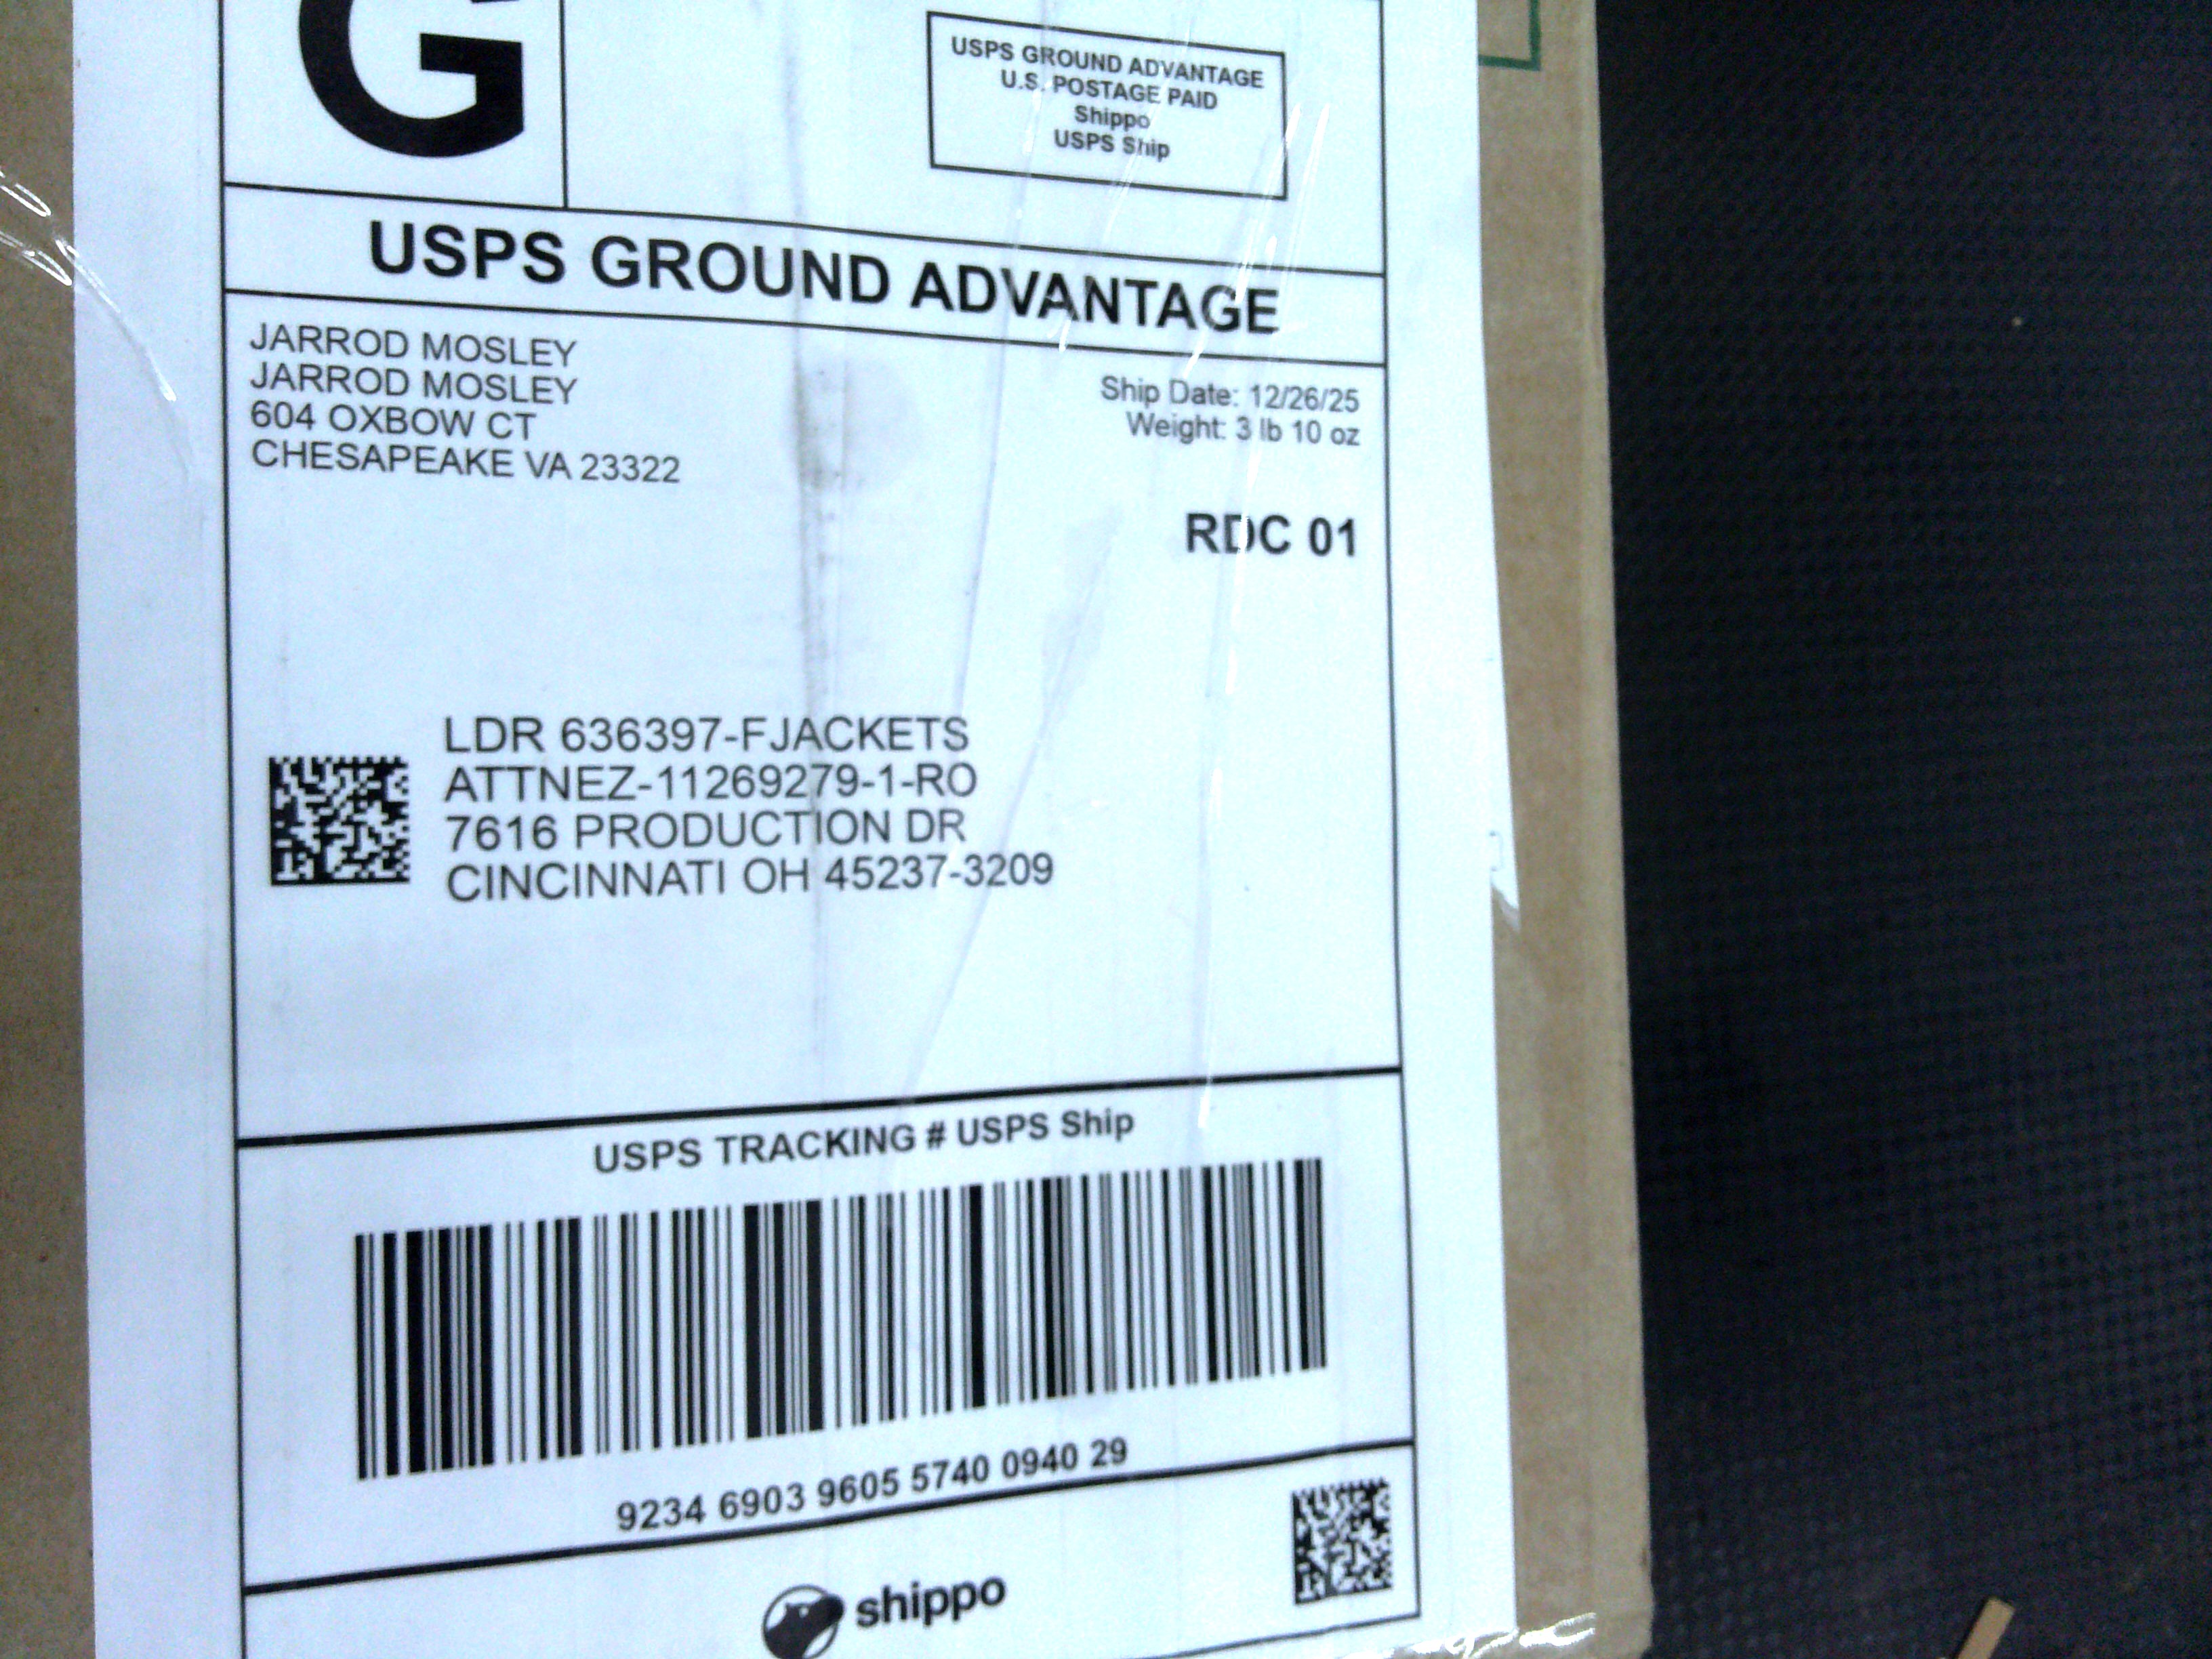 G
USPS GROUND ADVANTAGE
U.S. POSTAGE PAID
Shippo
USPS Ship
USPS GROUND ADVANTAGE
JARROD MOSLEY
JARROD MOSLEY
604 OXBOW CT
CHESAPEAKE VA 23322
Ship Date: 12/26/25
Weight: 3 lb 10 oz
RDC 01
LDR 636397-FJACKETS
ATTNEZ-11269279-1-RO
7616 PRODUCTION DR
CINCINNATI OH 45237-3209
USPS TRACKING # USPS Ship
9234 6903 9605 5740 0940 29
shippo